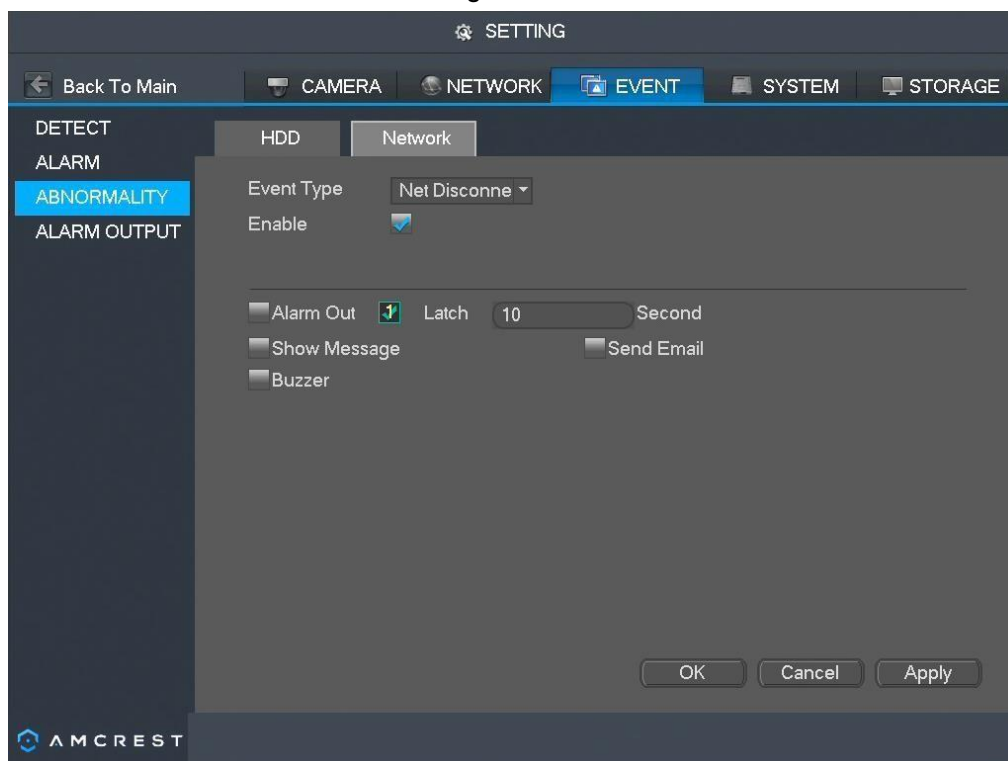 SETTING
Back To Main CAMERA NETWORK EVENT SYSTEM STORAGE
DETECT
ALARM
ABNORMALITY
ALARM OUTPUT
HDD Network
Event Type Net Disconne
Enable
Alarm Out 1 Latch 10 Second
Show Message Send Email
Buzzer
OK Cancel Apply
AMCREST